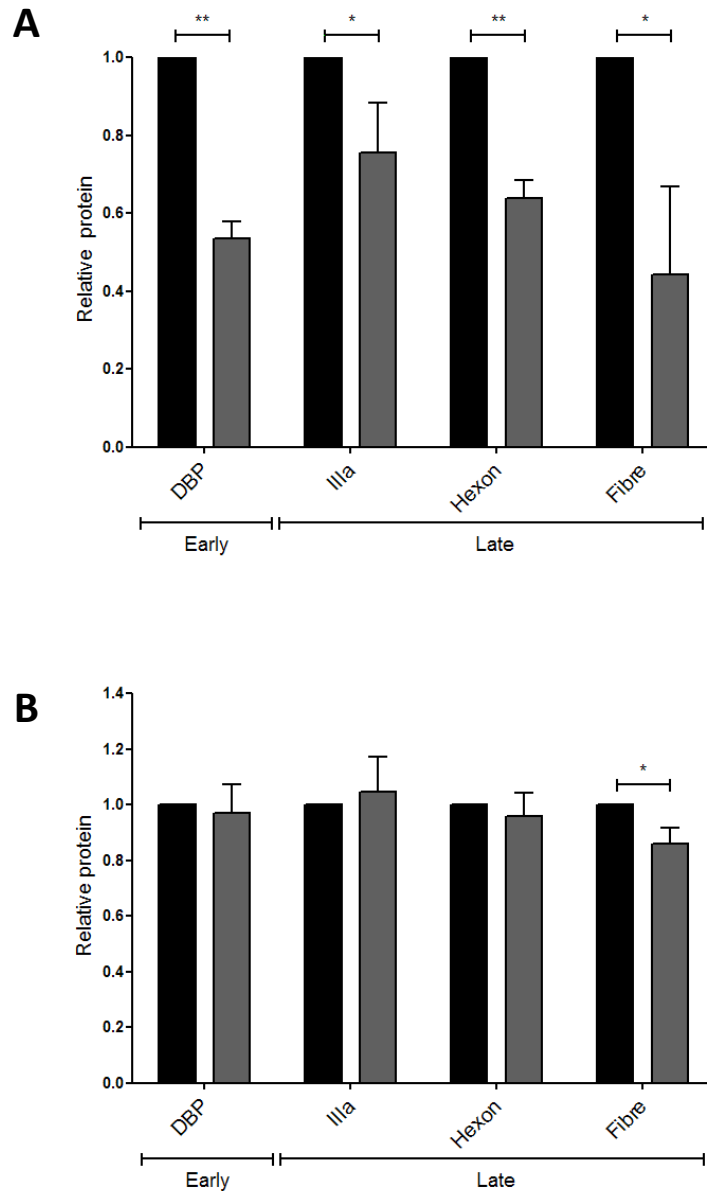 A
** * ** *
Relative protein
1.0
0.8
0.6
0.4
0.2
0.0
DBP IIIa Hexon Fibre
Early Late
B
*
Relative protein
1.4
1.2
1.0
0.8
0.6
0.4
0.2
0.0
DBP IIIa Hexon Fibre
Early Late